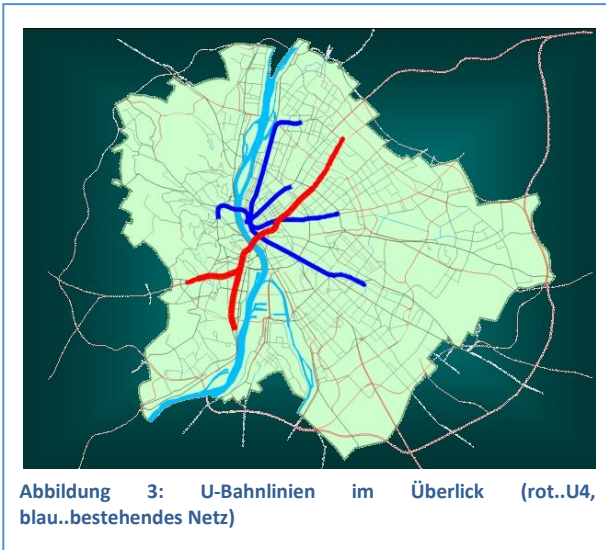 Abbildung 3: U-Bahnlinien im Überlick (rot..U4,
blau..bestehendes Netz)